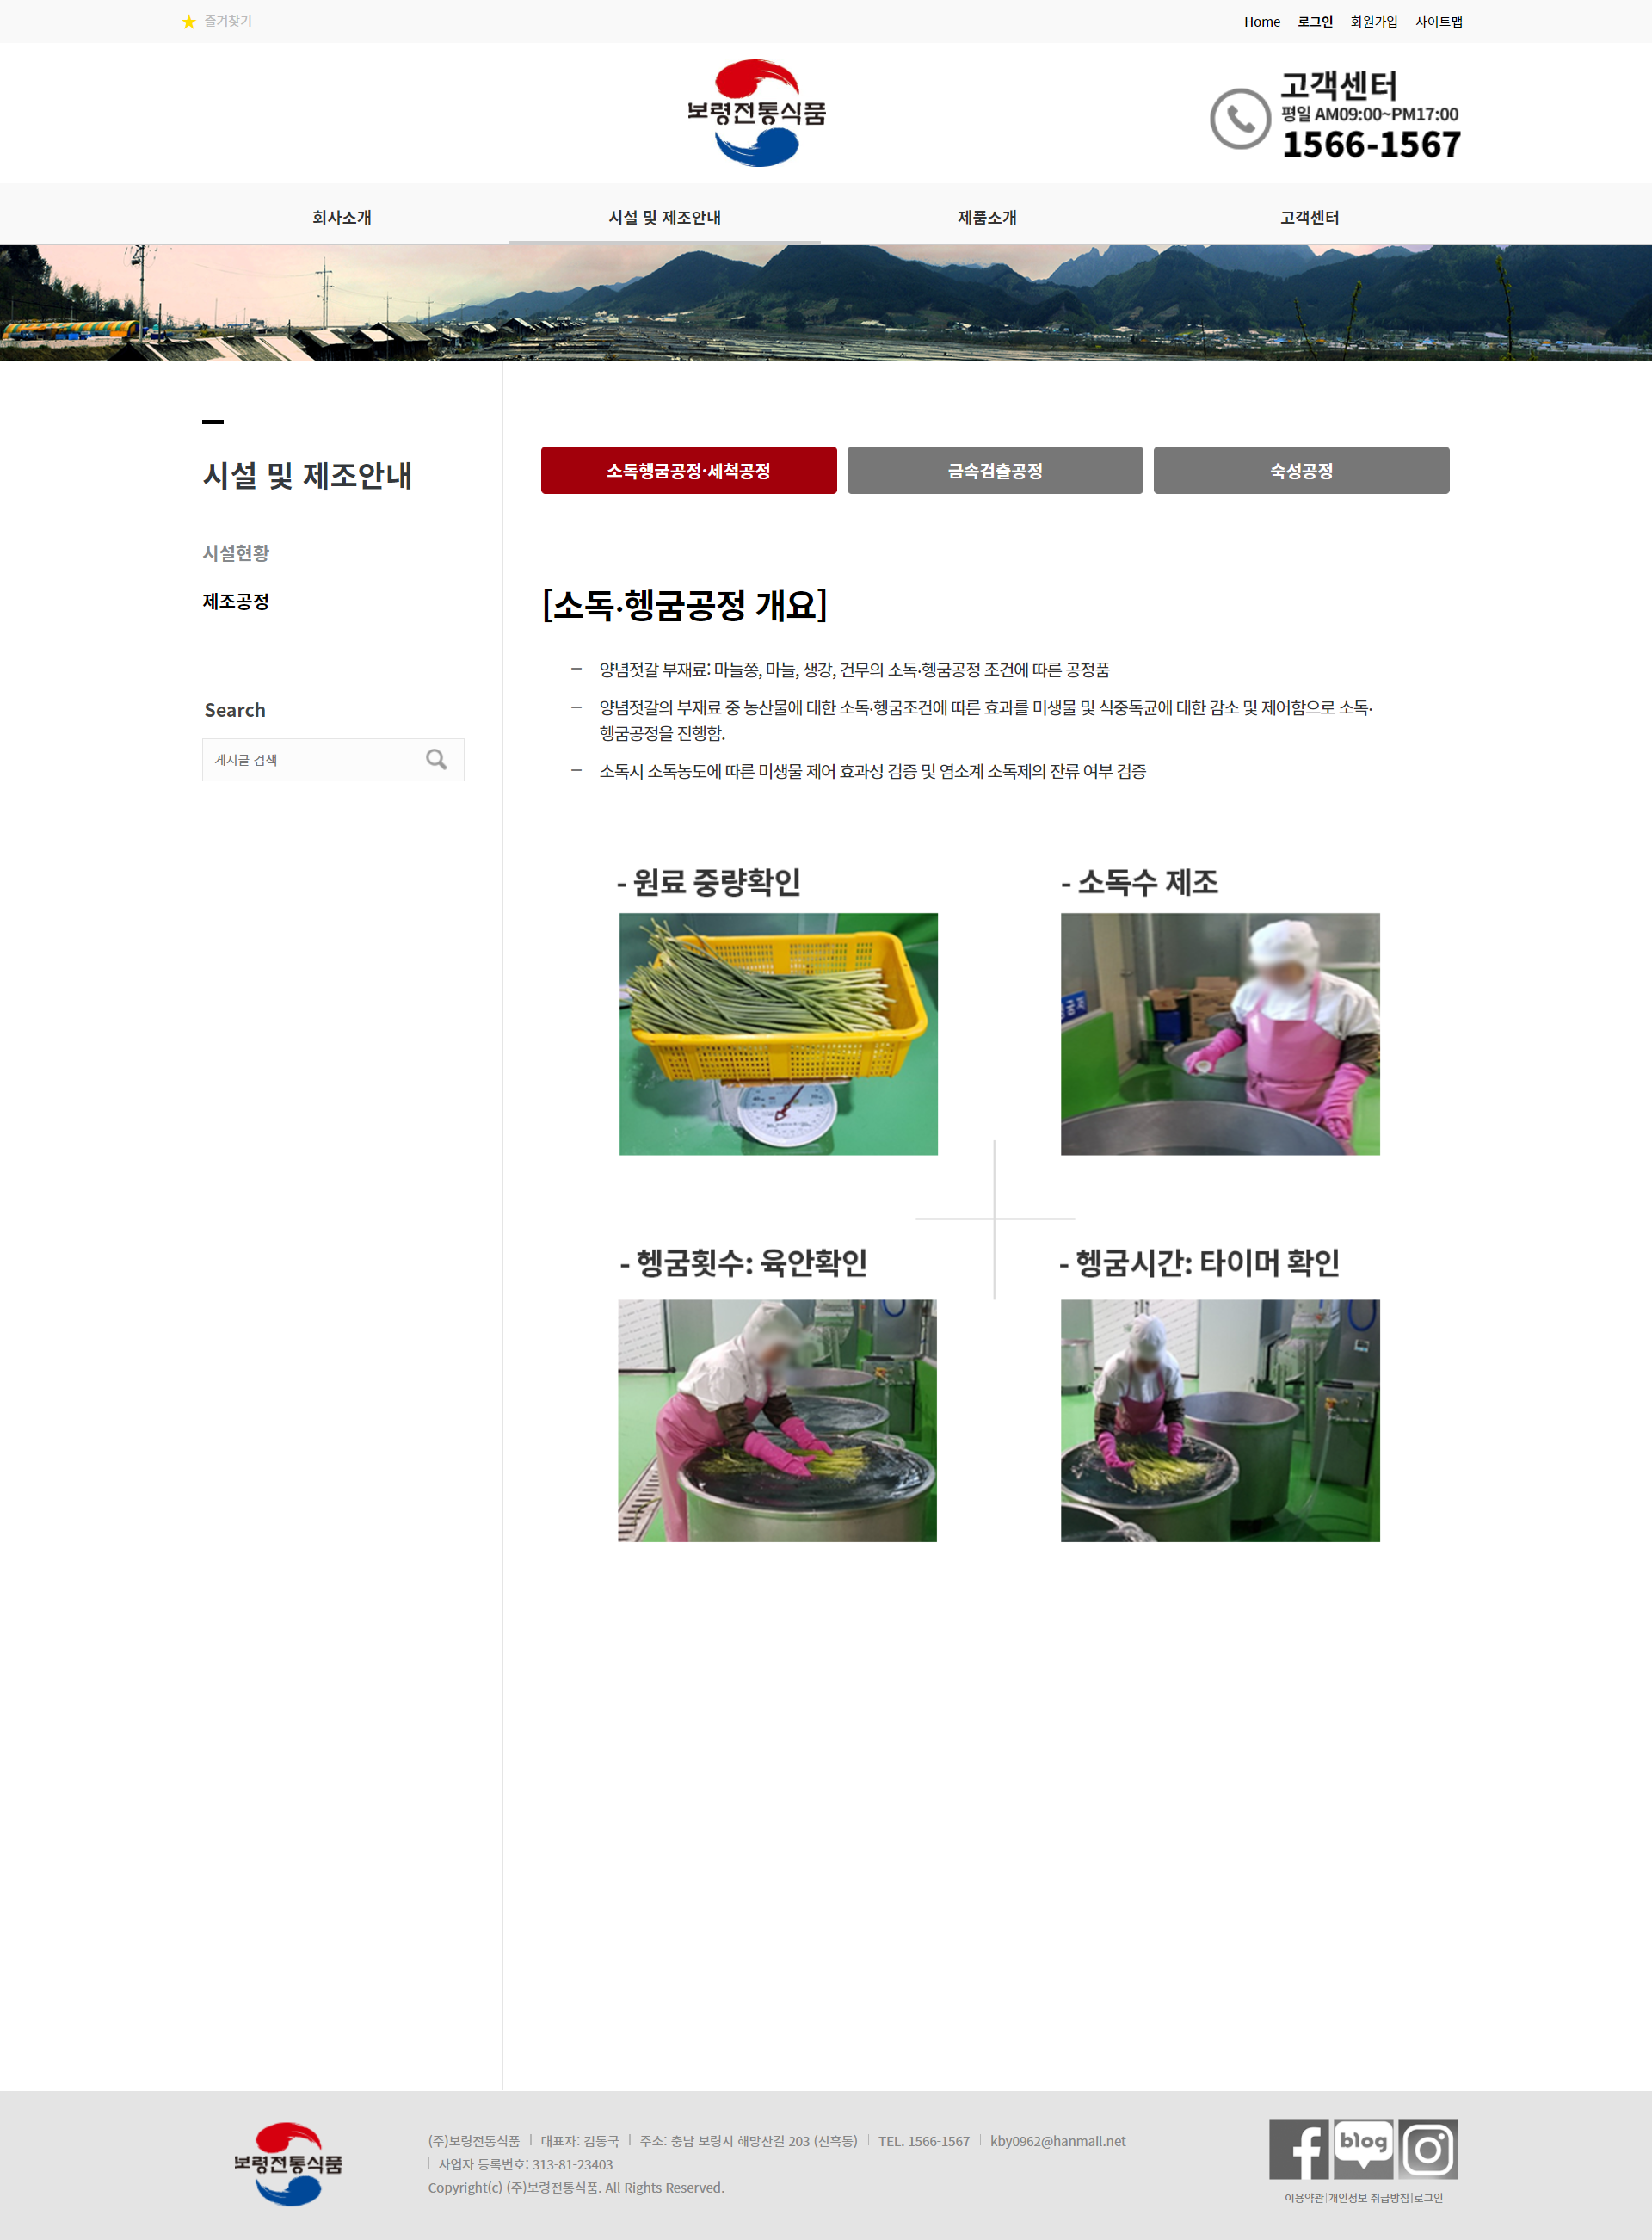 즐겨찾기
Home · 로그인 · 회원가입 · 사이트맵
보령전통식품
고객센터
평일 AM09:00~PM17:00
1566-1567
회사소개
시설 및 제조안내
제품소개
고객센터
시설 및 제조안내
시설현황
제조공정
Search
게시글 검색
소독행굼공정·세척공정
금속검출공정
숙성공정
[소독·헹굼공정 개요]
양념젓갈 부재료: 마늘쫑, 마늘, 생강, 건무의 소독·헹굼공정 조건에 따른 공정품
양념젓갈의 부재료 중 농산물에 대한 소독·헹굼조건에 따른 효과를 미생물 및 식중독균에 대한 감소 및 제어함으로 소독·
헹굼공정을 진행함.
소독시 소독농도에 따른 미생물 제어 효과성 검증 및 염소계 소독제의 잔류 여부 검증
- 원료 중량확인
- 소독수 제조
- 헹굼횟수: 육안확인
- 헹굼시간: 타이머 확인
보령전통식품
(주)보령전통식품 | 대표자: 김동국 | 주소: 충남 보령시 해망산길 203 (신흑동) | TEL. 1566-1567 | kby0962@hanmail.net
| 사업자 등록번호: 313-81-23403
Copyright(c) (주)보령전통식품. All Rights Reserved.
blog
이용약관|개인정보 취급방침|로그인